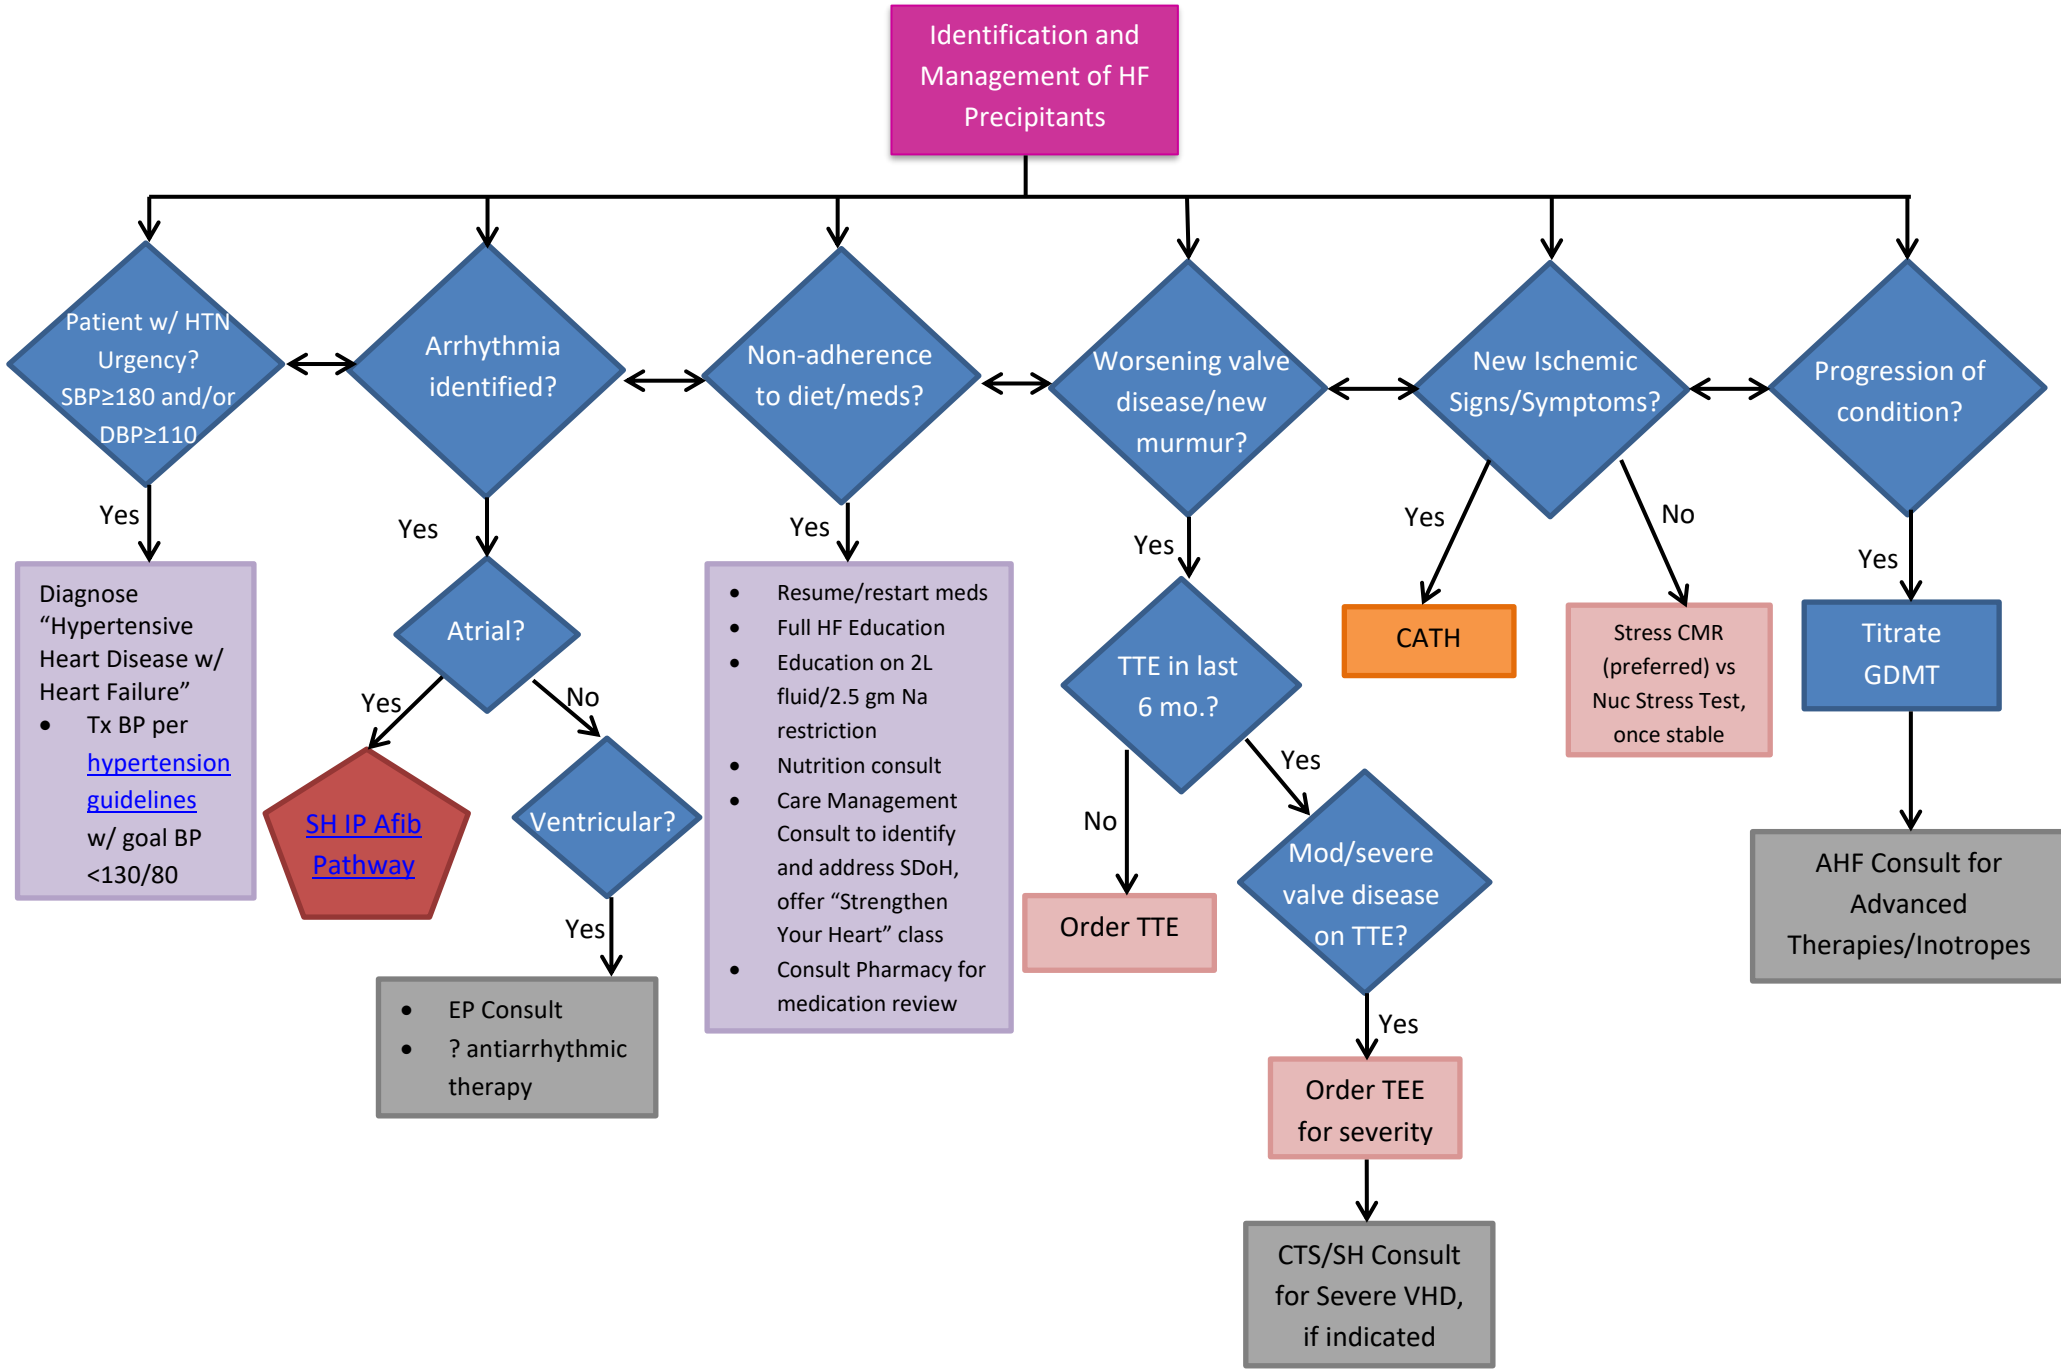 Identification and
Management of HF
Precipitants
Patient w/ HTN
Urgency?
SBP≥180 and/or
DBP≥110
Arrhythmia
identified?
Non-adherence
to diet/meds?
Worsening valve
disease/new
murmur?
New Ischemic
Signs/Symptoms?
Progression of
condition?
Yes
Yes
Yes
Yes
Yes
No
Yes
Diagnose
“Hypertensive
Heart Disease w/
Heart Failure”
• Tx BP per
hypertension
guidelines
w/ goal BP
<130/80
Atrial?
Yes
No
SH IP Afib
Pathway
Ventricular?
Yes
• EP Consult
• ? antiarrhythmic
therapy
• Resume/restart meds
• Full HF Education
• Education on 2L
fluid/2.5 gm Na
restriction
• Nutrition consult
• Care Management
Consult to identify
and address SDoH,
offer “Strengthen
Your Heart” class
• Consult Pharmacy for
medication review
TTE in last
6 mo.?
No
Yes
Order TTE
Mod/severe
valve disease
on TTE?
Yes
Order TEE
for severity
CTS/SH Consult
for Severe VHD,
if indicated
CATH
Stress CMR
(preferred) vs
Nuc Stress Test,
once stable
Titrate
GDMT
AHF Consult for
Advanced
Therapies/Inotropes